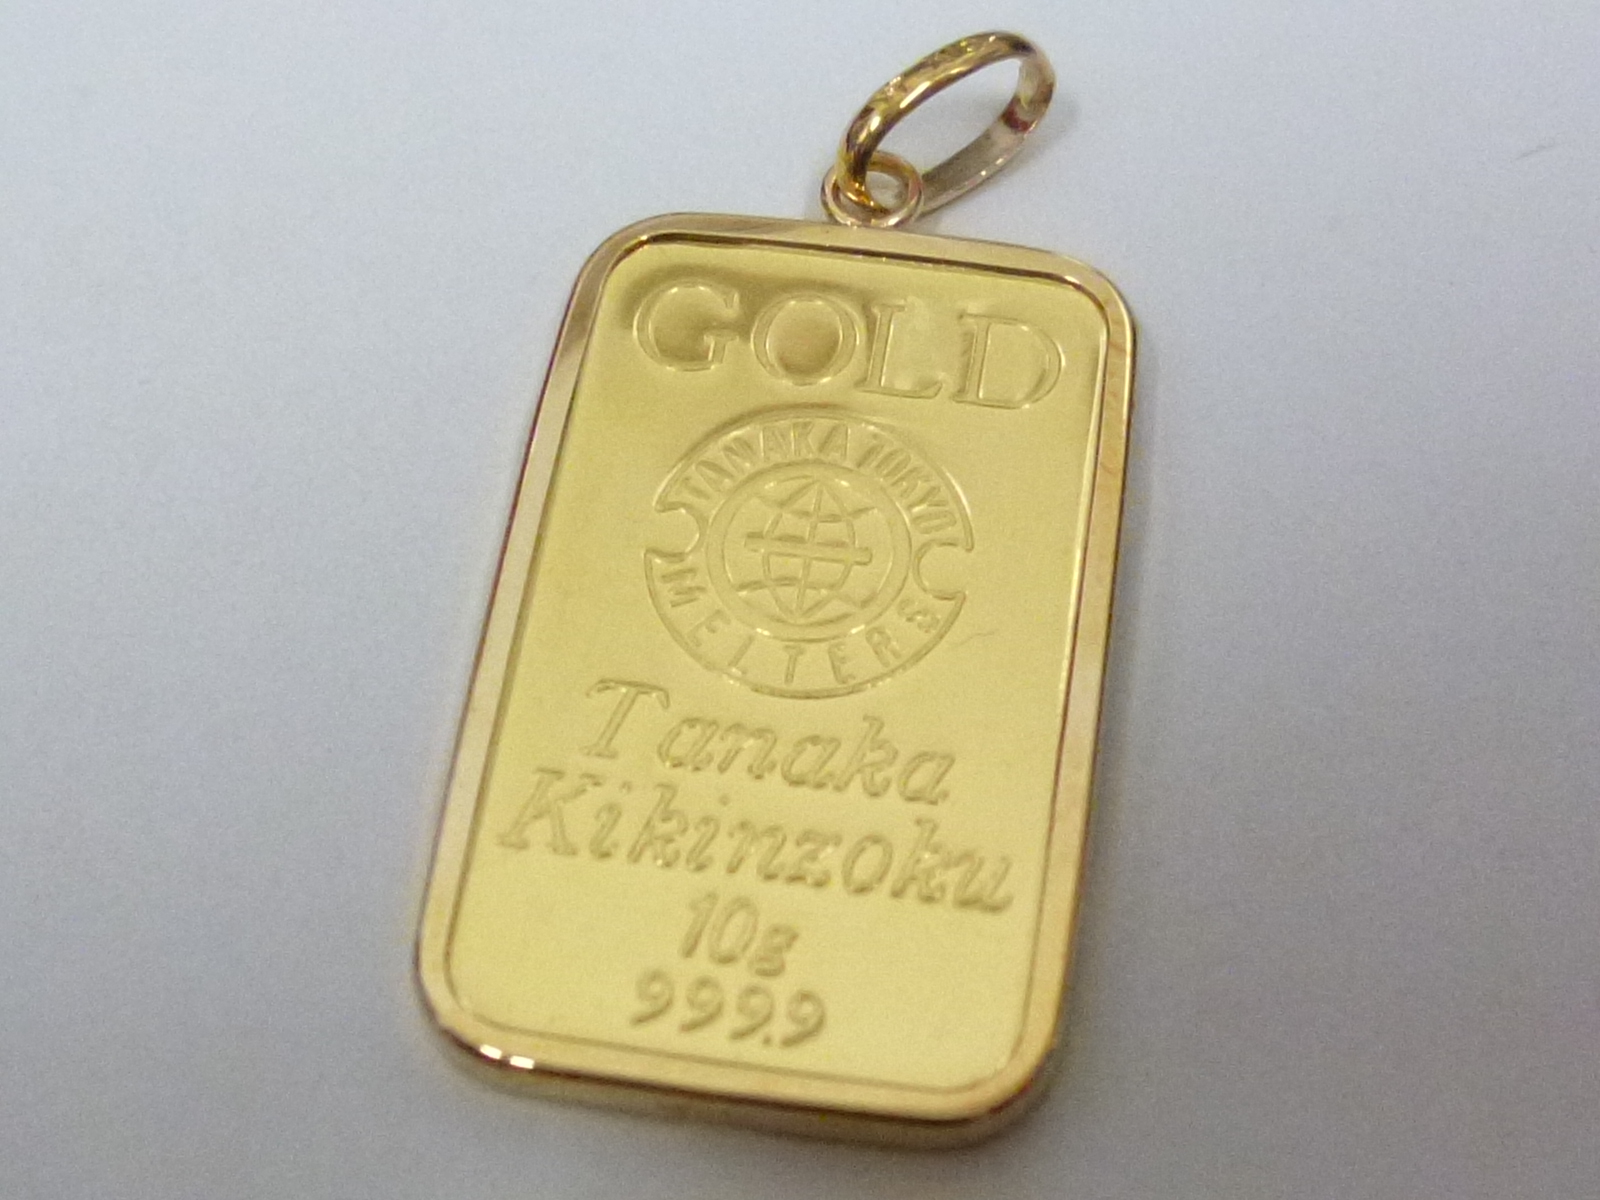 GOLD
TANAKA TOKYO
MELTERS
Tanaka
Kikinzoku
10g
999.9